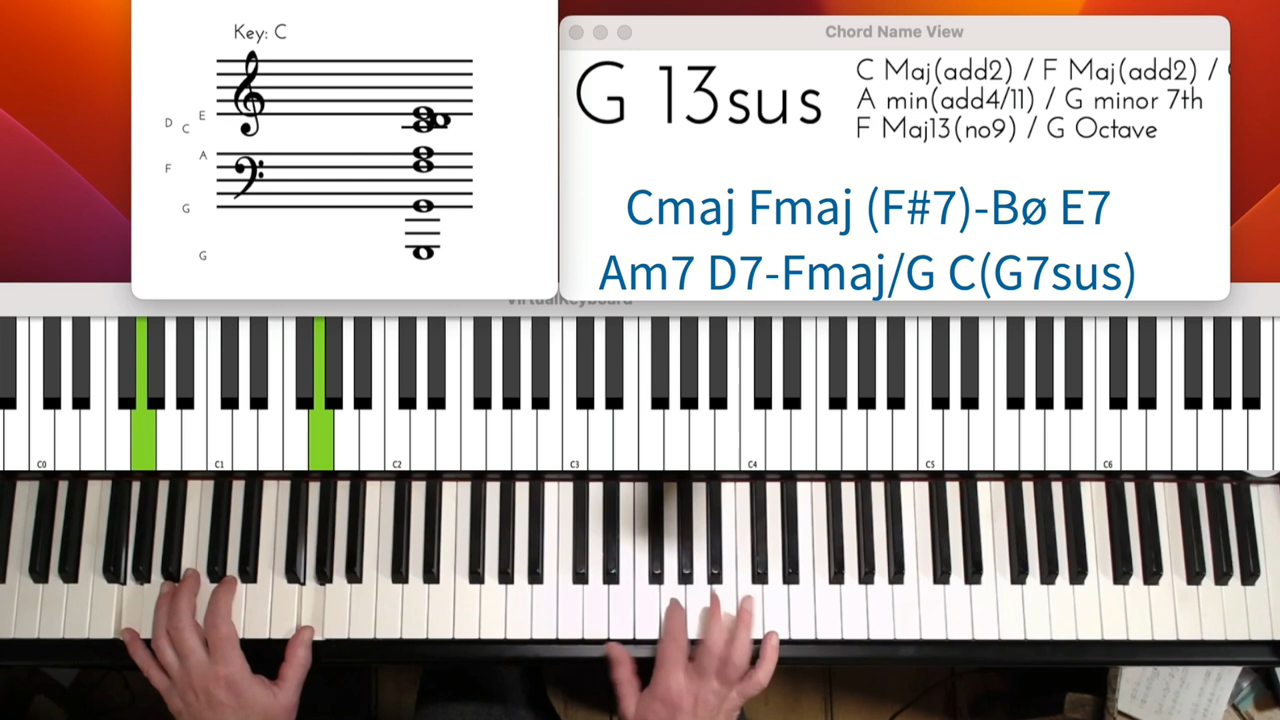 Key: C
E
D
C
A
F
G
G
Chord Name View
G 13sus
C Maj(add2) / F Maj(add2) /
A min(add4/11) / G minor 7th
F Maj13(no9) / G Octave
Cmaj Fmaj (F#7)-Bø E7
Am7 D7-Fmaj/G C(G7sus)
VirtualKeyboard
C0 C1 C2 C3 C4 C5 C6